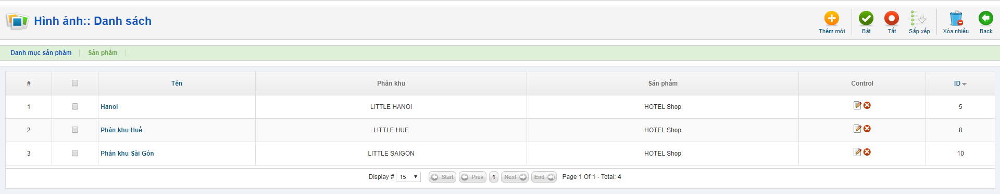 Hình ảnh:: Danh sách
Thêm mới Bật Tắt Sắp xếp Xóa nhiều Back
Danh mục sản phẩm Sản phẩm
# Tên Phân khu Sản phẩm Control ID
1 Hanoi LITTLE HANOI HOTEL Shop 5
2 Phân khu Huế LITTLE HUE HOTEL Shop 8
3 Phân khu Sài Gòn LITTLE SAIGON HOTEL Shop 10
Display # 15 Start Prev 1 Next End Page 1 Of 1 - Total: 4